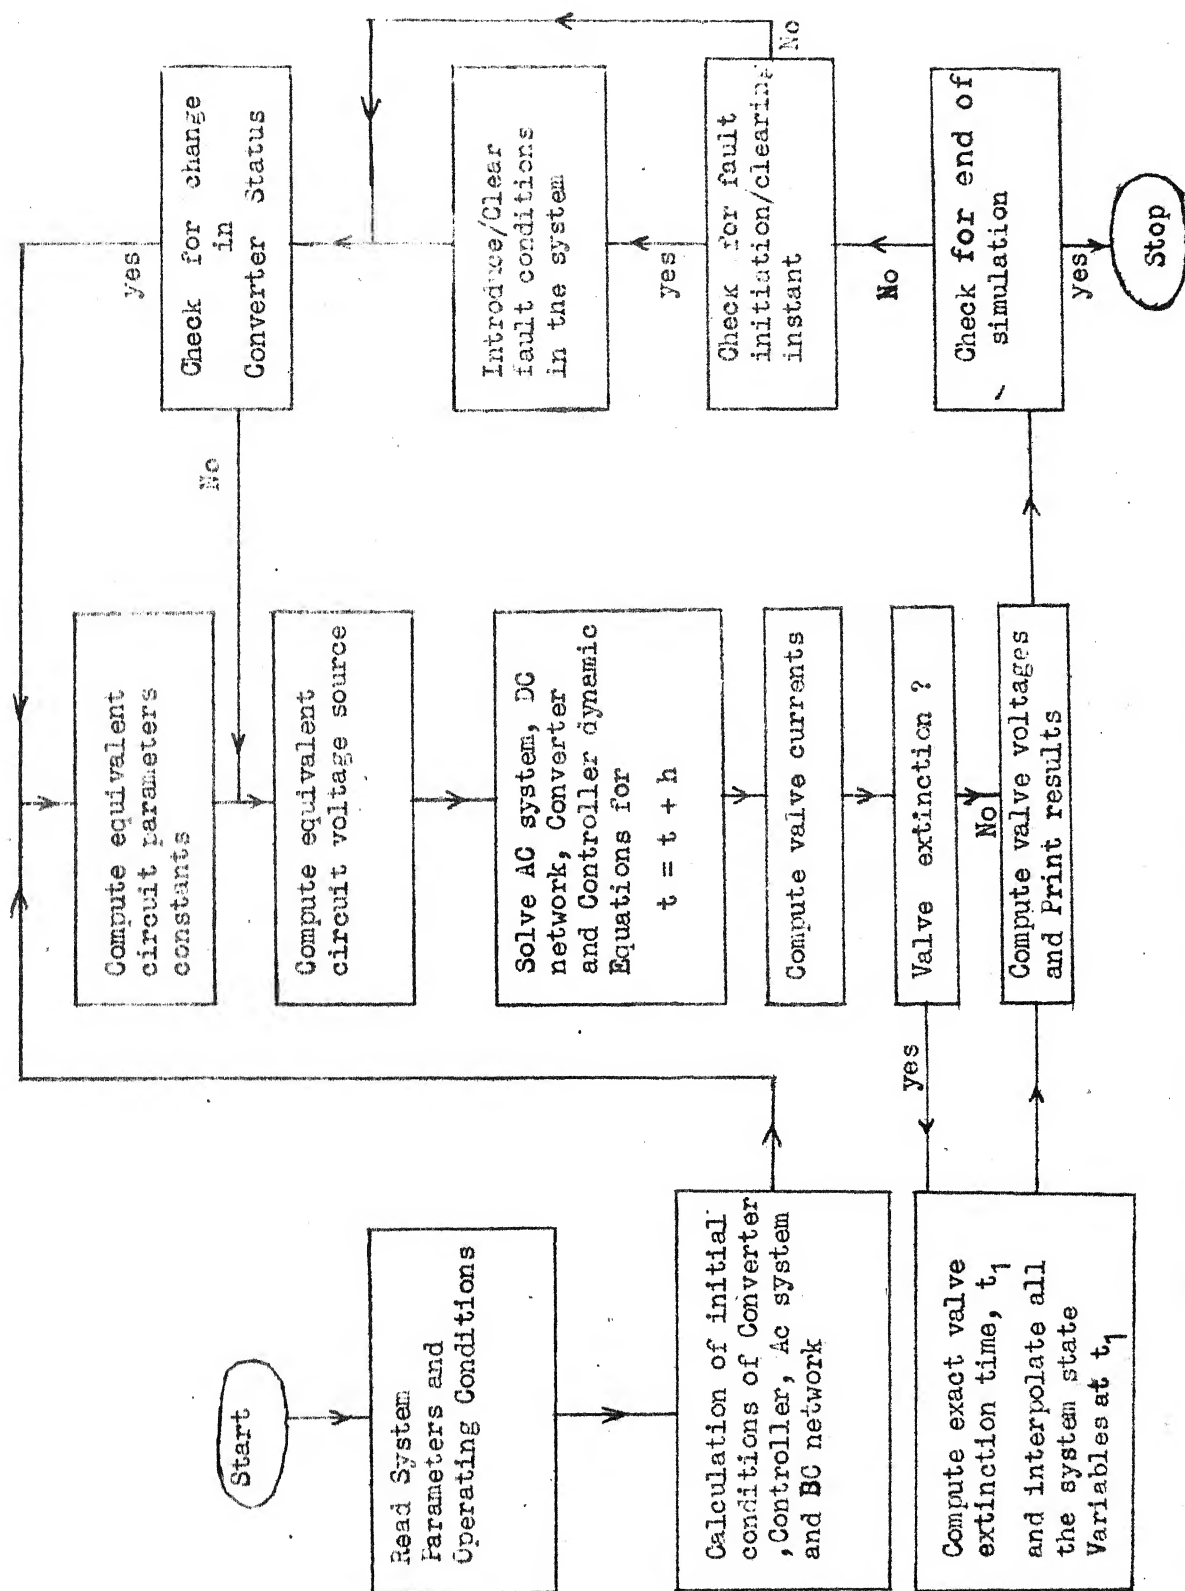 Start
Read System
Parameters and
Operating Conditions
Calculation of initial
conditions of Converter
,Controller, Ac system
and BC network
Compute exact valve
extinction time, t1
and interpolate all
the system state
Variables at t1
Compute equivalent
circuit parameters
constants
Compute equivalent
circuit voltage source
Solve AC system, DC
network, Converter
and Controller dynamic
Equations for
t = t + h
Compute valve currents
Valve extinction ?
yes
No
Compute valve voltages
and Print results
Check for change
in
Converter Status
yes
No
Introduce/Clear
fault conditions
in the system
yes
Check for fault
initiation/clearing
instant
No
No
Check for end of
simulation
yes
Stop